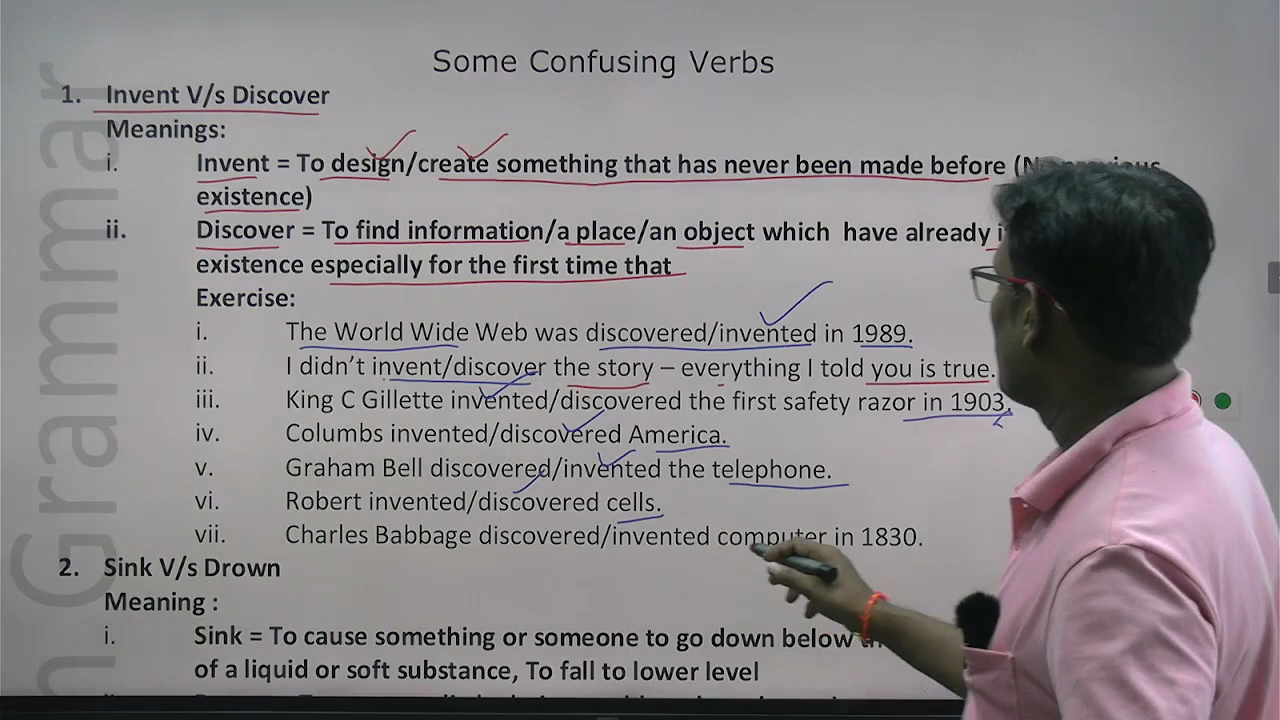 Some Confusing Verbs
1. Invent V/s Discover
Meanings:
i. Invent = To design/create something that has never been made before
existence)
ii. Discover = To find information/a place/an object which have already
existence especially for the first time that
Exercise:
i. The World Wide Web was discovered/invented in 1989.
ii. I didn't invent/discover the story – everything I told you is true.
iii. King C Gillette invented/discovered the first safety razor in 1903.
iv. Columbs invented/discovered America.
v. Graham Bell discovered/invented the telephone.
vi. Robert invented/discovered cells.
vii. Charles Babbage discovered/invented computer in 1830.
2. Sink V/s Drown
Meaning :
i. Sink = To cause something or someone to go down below
of a liquid or soft substance, To fall to lower level
Grammar